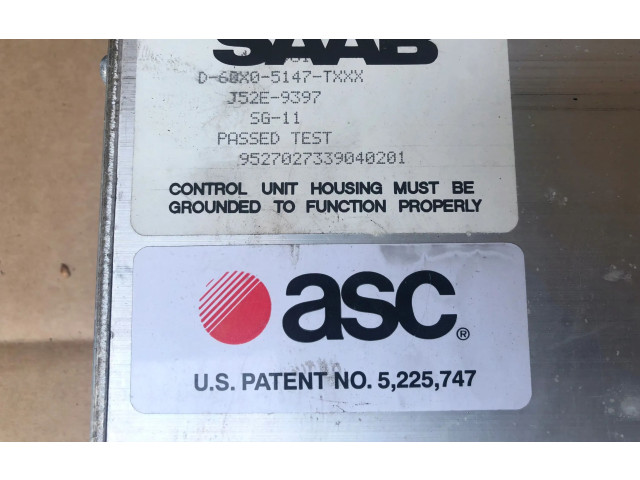 SAAB
D-60X0-5147-TXXX
J52E-9397
SG-11
PASSED TEST
9527027339040201
CONTROL UNIT HOUSING MUST BE
GROUNDED TO FUNCTION PROPERLY
asc®
U.S. PATENT NO. 5,225,747